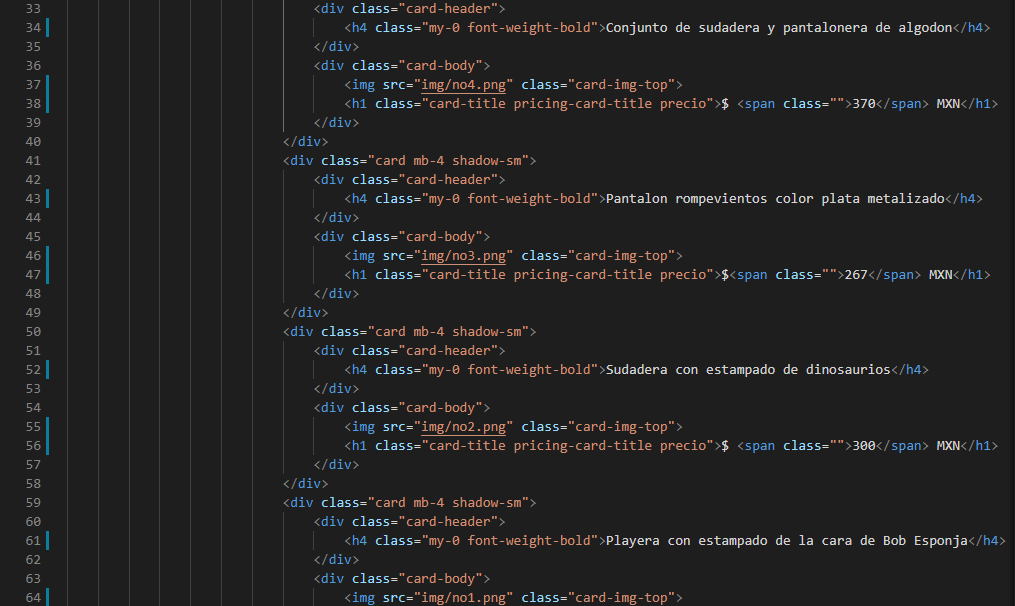 33 <div class="card-header">
34 <h4 class="my-0 font-weight-bold">Conjunto de sudadera y pantalonera de algodon</h4>
35 </div>
36 <div class="card-body">
37 <img src="img/no4.png" class="card-img-top">
38 <h1 class="card-title pricing-card-title precio">$ <span class="">370</span> MXN</h1>
39 </div>
40 </div>
41 <div class="card mb-4 shadow-sm">
42 <div class="card-header">
43 <h4 class="my-0 font-weight-bold">Pantalon rompevientos color plata metalizado</h4>
44 </div>
45 <div class="card-body">
46 <img src="img/no3.png" class="card-img-top">
47 <h1 class="card-title pricing-card-title precio">$<span class="">267</span> MXN</h1>
48 </div>
49 </div>
50 <div class="card mb-4 shadow-sm">
51 <div class="card-header">
52 <h4 class="my-0 font-weight-bold">Sudadera con estampado de dinosaurios</h4>
53 </div>
54 <div class="card-body">
55 <img src="img/no2.png" class="card-img-top">
56 <h1 class="card-title pricing-card-title precio">$ <span class="">300</span> MXN</h1>
57 </div>
58 </div>
59 <div class="card mb-4 shadow-sm">
60 <div class="card-header">
61 <h4 class="my-0 font-weight-bold">Playera con estampado de la cara de Bob Esponja</h4>
62 </div>
63 <div class="card-body">
64 <img src="img/no1.png" class="card-img-top">